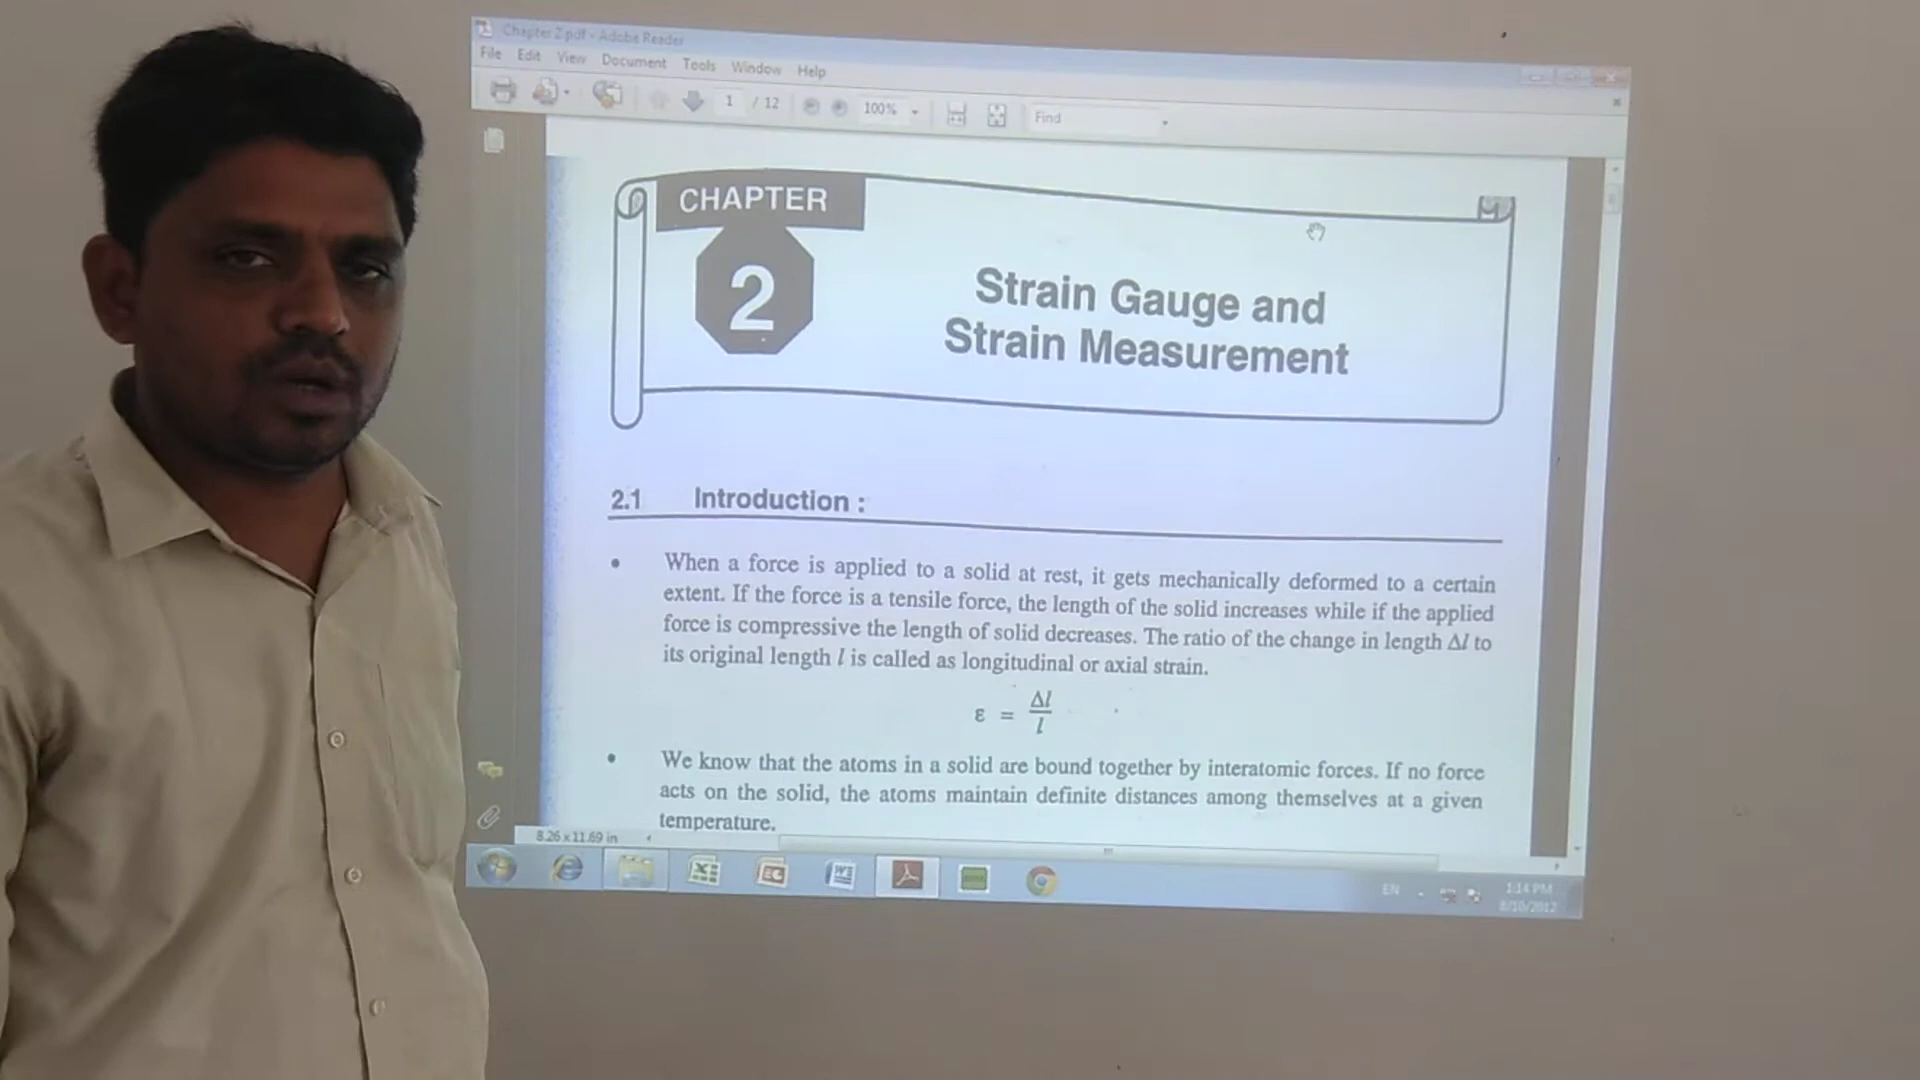 Chapter 2.pdf - Adobe Reader
File Edit View Document Tools Window Help
1 / 12 100% Find
CHAPTER
2
Strain Gauge and
Strain Measurement
2.1 Introduction :
• When a force is applied to a solid at rest, it gets mechanically deformed to a certain
extent. If the force is a tensile force, the length of the solid increases while if the applied
force is compressive the length of solid decreases. The ratio of the change in length Δl to
its original length l is called as longitudinal or axial strain.
ε = Δl/l
• We know that the atoms in a solid are bound together by interatomic forces. If no force
acts on the solid, the atoms maintain definite distances among themselves at a given
temperature.
8.26 x 11.69 in
EN 1:14 PM
8/10/2012